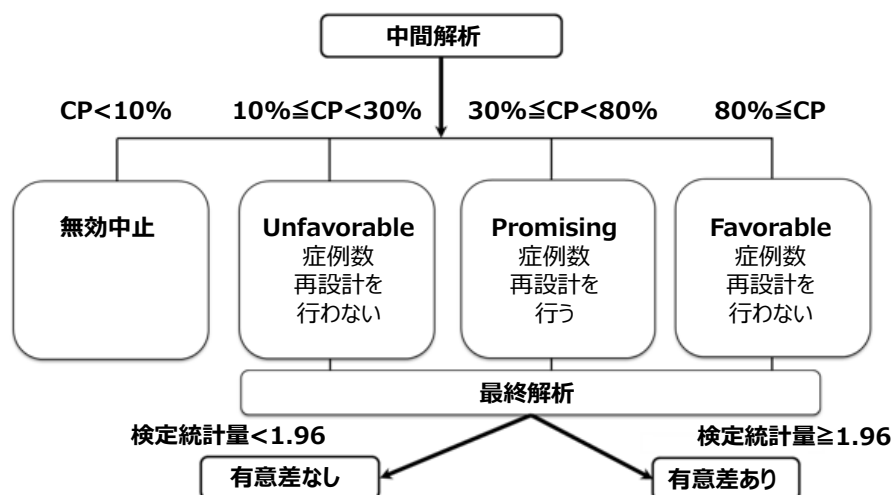 中間解析
CP<10%
10%≦CP<30%
30%≦CP<80%
80%≦CP
無効中止
Unfavorable
症例数
再設計を
行わない
Promising
症例数
再設計を
行う
Favorable
症例数
再設計を
行わない
最終解析
検定統計量<1.96
検定統計量≧1.96
有意差なし
有意差あり